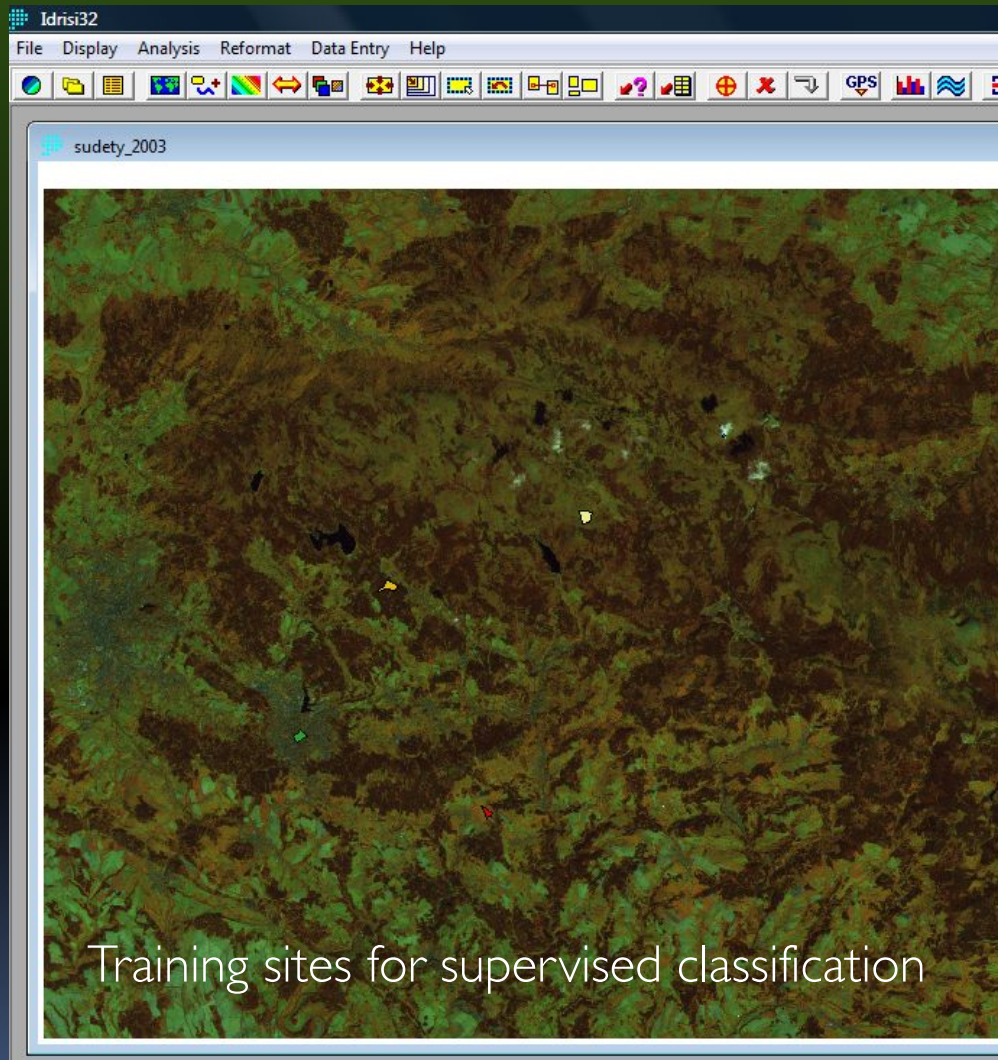 Idrisi32
File Display Analysis Reformat Data Entry Help
GPS
sudety_2003
Training sites for supervised classification